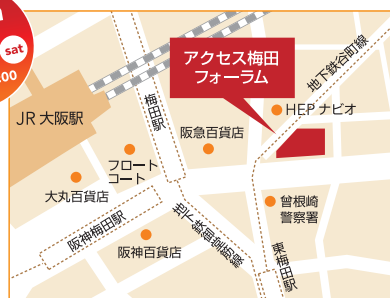 sat
:00
アクセス梅田
フォーラム
地下鉄谷町線
JR 大阪駅
梅田駅
HEP ナビオ
阪急百貨店
フロート
コート
大丸百貨店
曾根崎
警察署
阪神梅田駅
地下鉄御堂筋線
阪神百貨店
東梅田駅